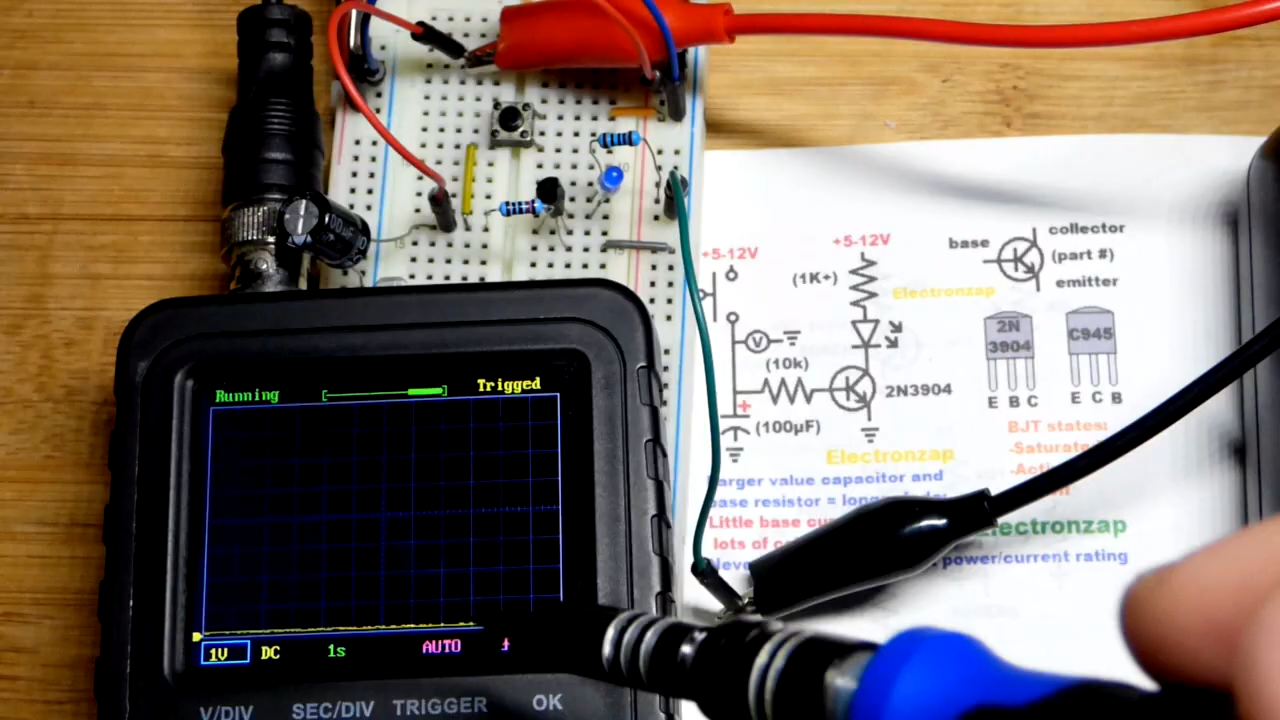 +5-12V
+5-12V
base
collector
(part #)
emitter
(1K+)
Electronzap
2N
3904
C945
V
(10k)
2N3904
E B C
E C B
+
(100µF)
BJT states:
Electronzap
arger value capacitor and
base resistor =
Little base
lots of
Electronzap
power/current rating
Running
Trigged
1V DC 1s AUTO
V/DIV SEC/DIV TRIGGER OK